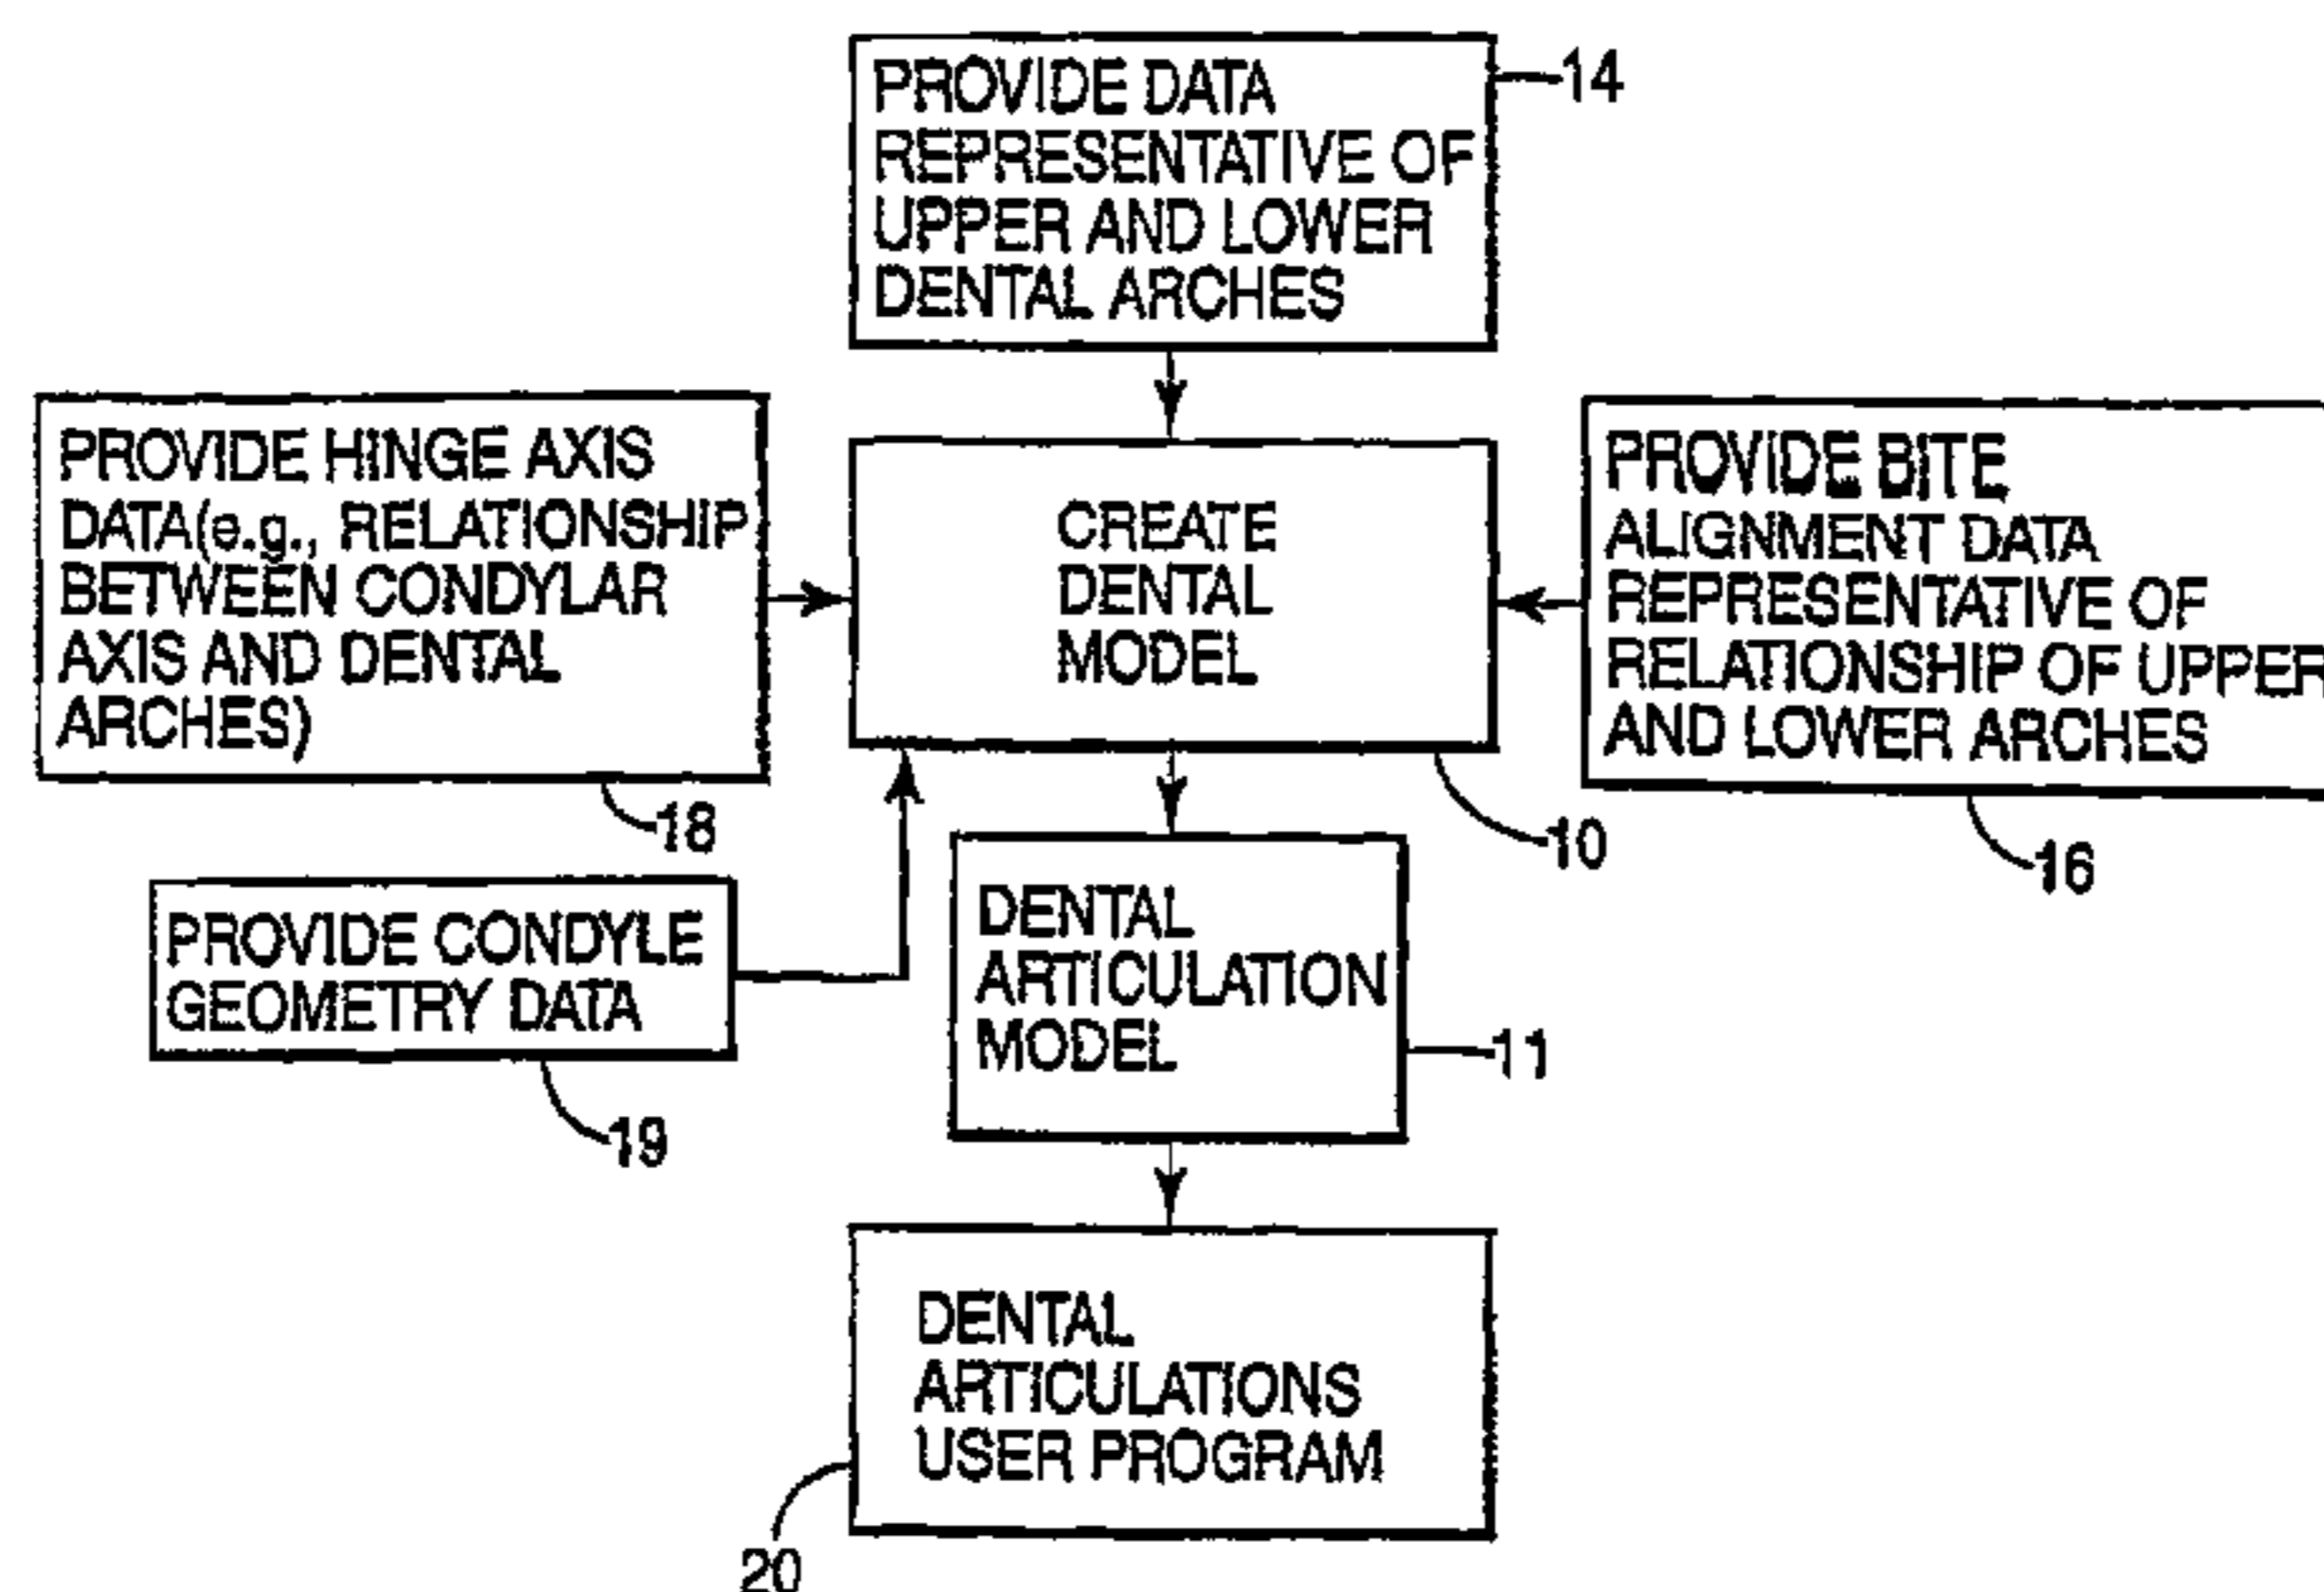 PROVIDE DATA
REPRESENTATIVE OF
UPPER AND LOWER
DENTAL ARCHES
14
PROVIDE HINGE AXIS
DATA(e.g., RELATIONSHIP
BETWEEN CONDYLAR
AXIS AND DENTAL
ARCHES)
18
CREATE
DENTAL
MODEL
10
PROVIDE BITE
ALIGNMENT DATA
REPRESENTATIVE OF
RELATIONSHIP OF UPPER
AND LOWER ARCHES
16
PROVIDE CONDYLE
GEOMETRY DATA
19
DENTAL
ARTICULATION
MODEL
11
DENTAL
ARTICULATIONS
USER PROGRAM
20